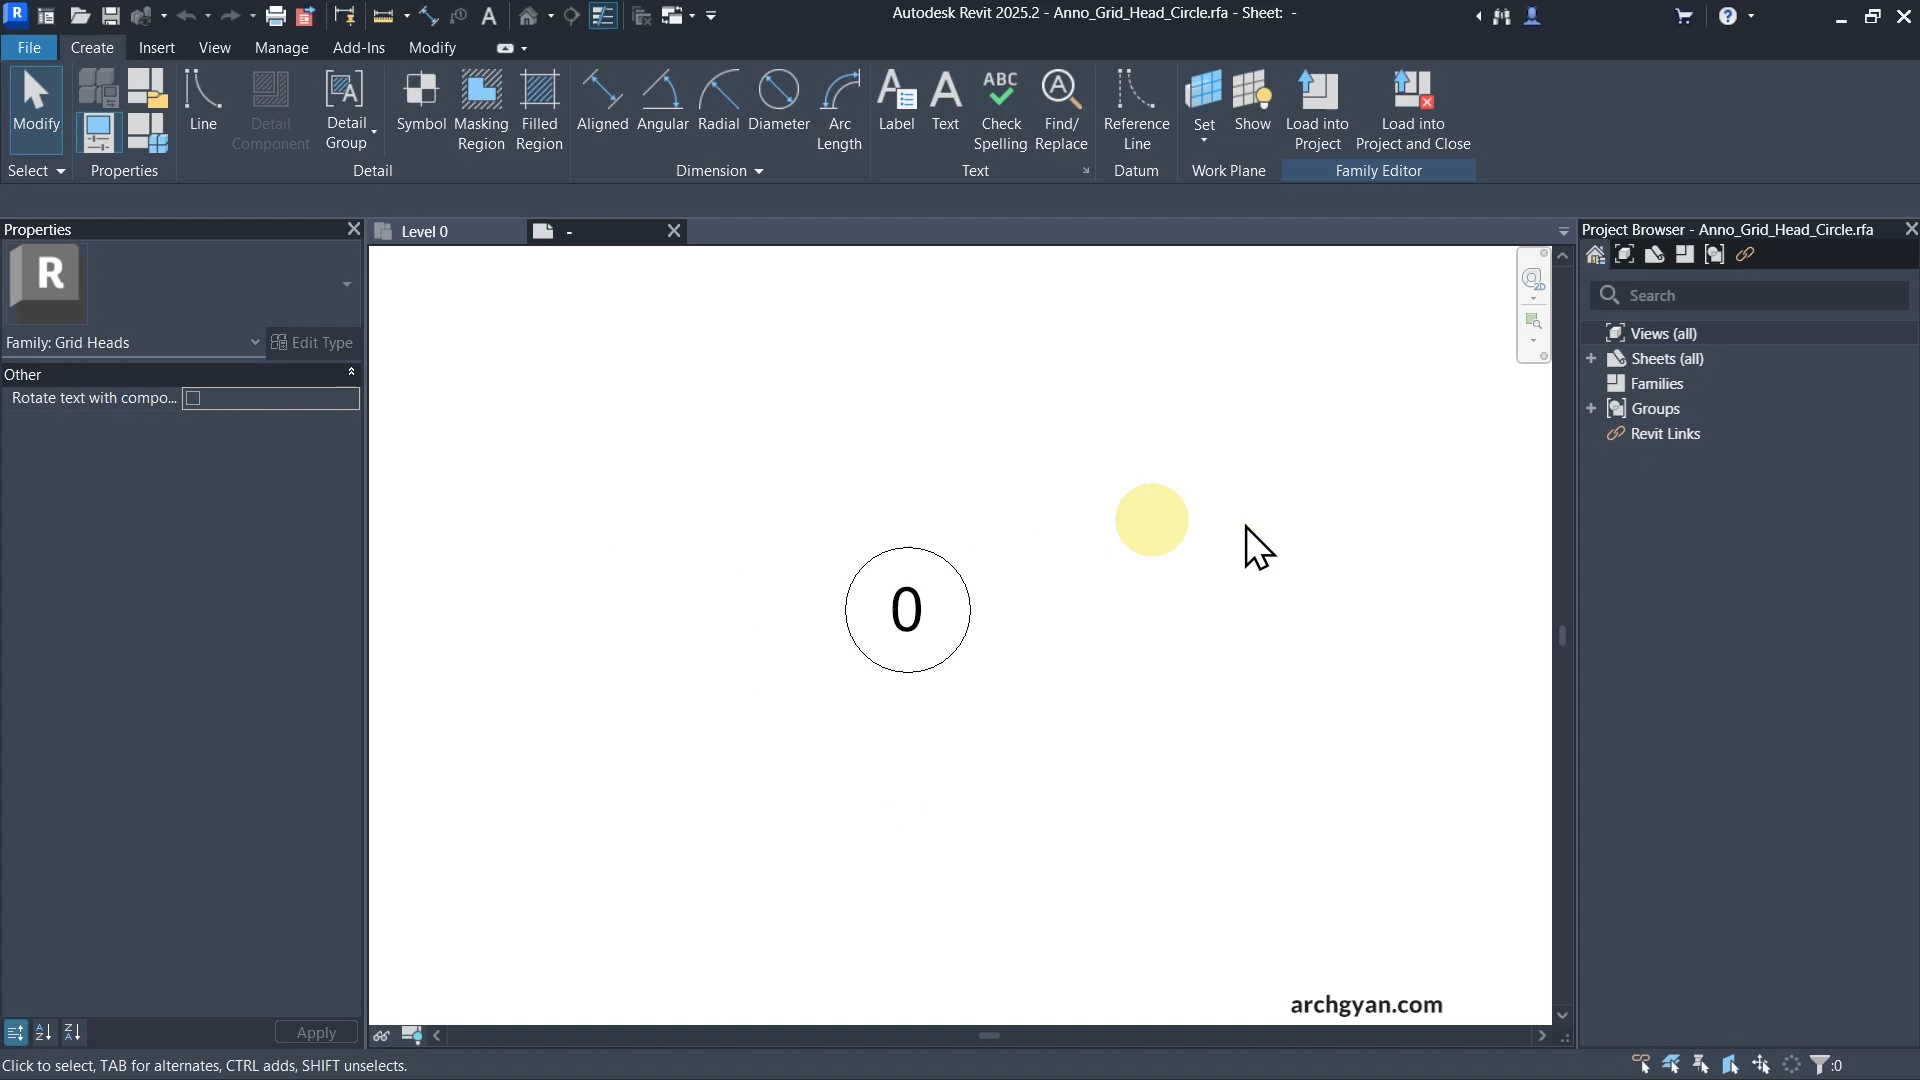 Autodesk Revit 2025.2 - Anno_Grid_Head_Circle.rfa - Sheet: -
File Create Insert View Manage Add-Ins Modify
Modify
Line
Detail Component
Detail Group
Symbol
Masking Region
Filled Region
Aligned
Angular
Radial
Diameter
Arc Length
Label
Text
ABC
Check Spelling
Find/ Replace
Reference Line
Set
Show
Load into Project
Load into Project and Close
Select Properties Detail Dimension Text Datum Work Plane Family Editor
Properties
R
Family: Grid Heads
Edit Type
Other
Rotate text with compo...
Apply
Level 0
-
2D
0
archgyan.com
Project Browser - Anno_Grid_Head_Circle.rfa
Search
Views (all)
Sheets (all)
Families
Groups
Revit Links
Click to select, TAB for alternates, CTRL adds, SHIFT unselects.
:0